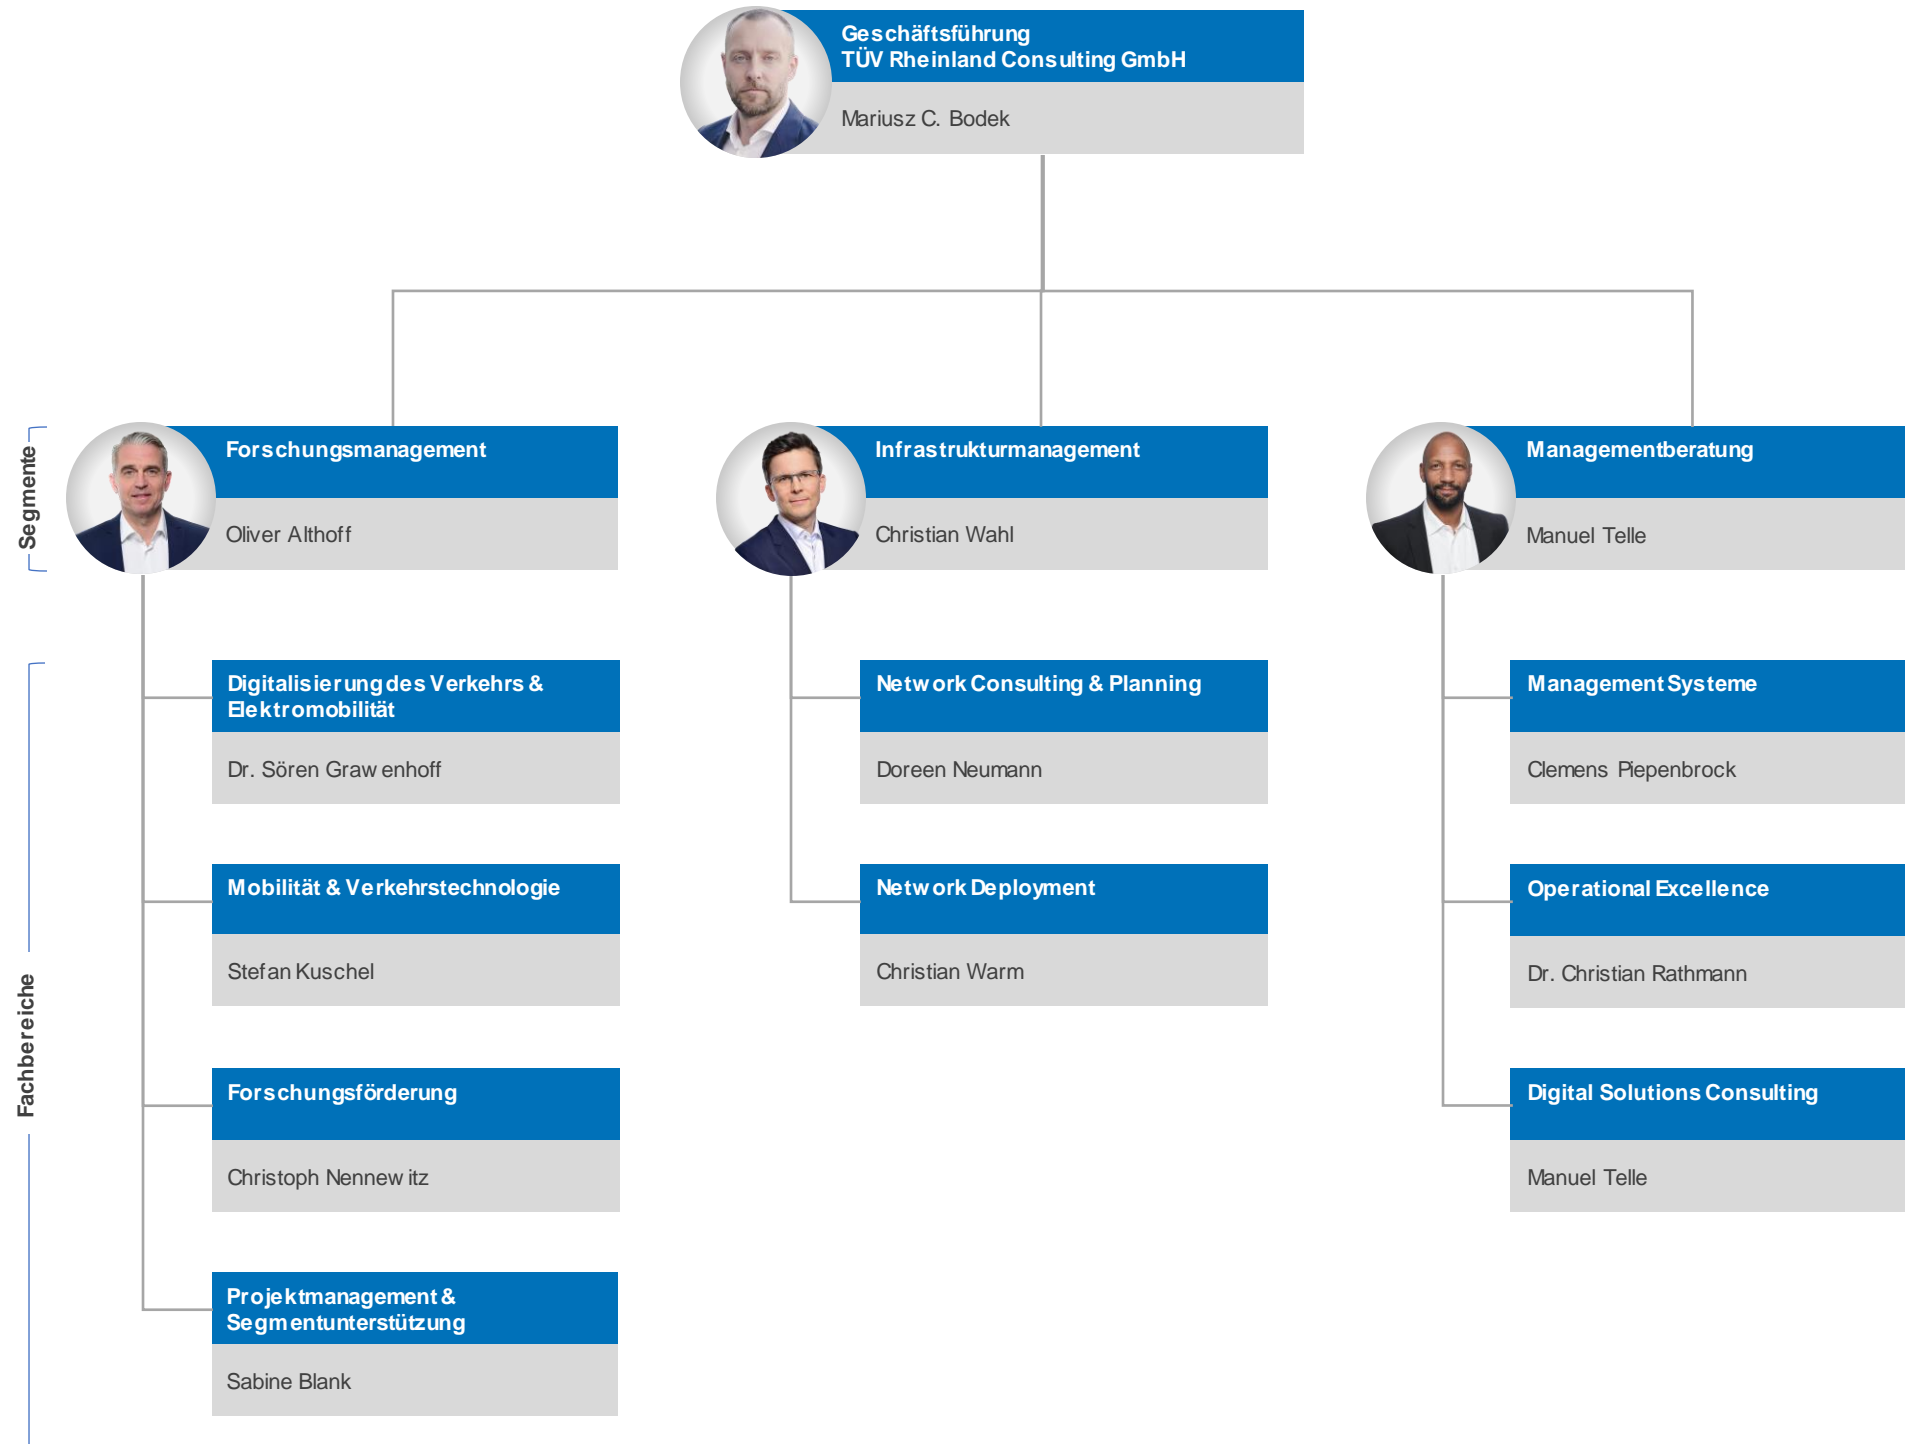 Geschäftsführung
TÜV Rheinland Consulting GmbH
Mariusz C. Bodek
Segmente
Forschungsmanagement
Oliver Althoff
Infrastrukturmanagement
Christian Wahl
Managementberatung
Manuel Telle
Fachbereiche
Digitalisierung des Verkehrs &
Elektromobilität
Dr. Sören Grawenhoff
Network Consulting & Planning
Doreen Neumann
Management Systeme
Clemens Piepenbrock
Mobilität & Verkehrstechnologie
Stefan Kuschel
Network Deployment
Christian Warm
Operational Excellence
Dr. Christian Rathmann
Forschungsförderung
Christoph Nennewitz
Digital Solutions Consulting
Manuel Telle
Projektmanagement &
Segmentunterstützung
Sabine Blank